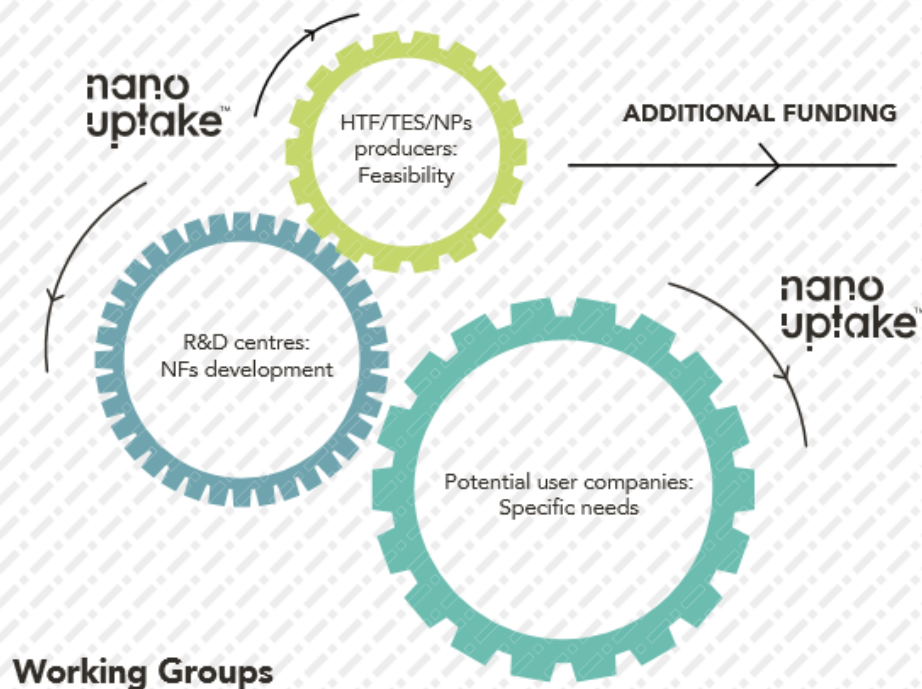 nano
uptake™
HTF/TES/NPs
producers:
Feasibility
ADDITIONAL FUNDING
R&D centres:
NFs development
nano
uptake™
Potential user companies:
Specific needs
Working Groups